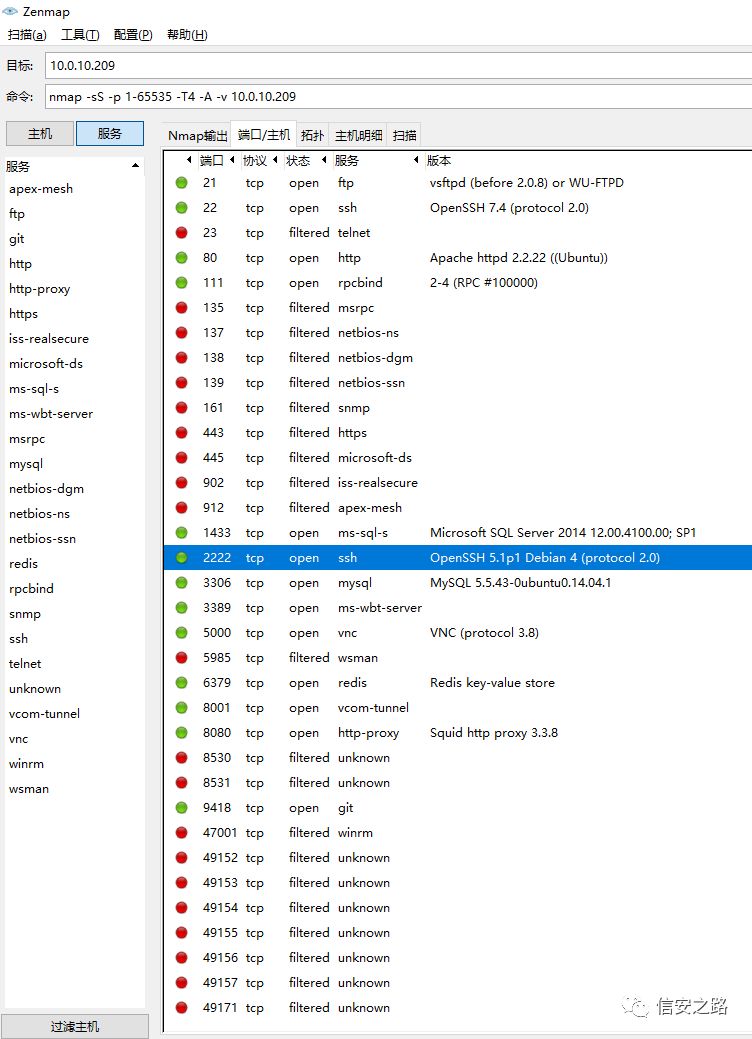 Zenmap
扫描(a) 工具(T) 配置(P) 帮助(H)
目标: 10.0.10.209
命令: nmap -sS -p 1-65535 -T4 -A -v 10.0.10.209
主机 服务
服务
apex-mesh
ftp
git
http
http-proxy
https
iss-realsecure
microsoft-ds
ms-sql-s
ms-wbt-server
msrpc
mysql
netbios-dgm
netbios-ns
netbios-ssn
redis
rpcbind
snmp
ssh
telnet
unknown
vcom-tunnel
vnc
winrm
wsman
过滤主机
Nmap输出 端口/主机 拓扑 主机明细 扫描
端口 协议 状态 服务 版本
21 tcp open ftp vsftpd (before 2.0.8) or WU-FTPD
22 tcp open ssh OpenSSH 7.4 (protocol 2.0)
23 tcp filtered telnet
80 tcp open http Apache httpd 2.2.22 ((Ubuntu))
111 tcp open rpcbind 2-4 (RPC #100000)
135 tcp filtered msrpc
137 tcp filtered netbios-ns
138 tcp filtered netbios-dgm
139 tcp filtered netbios-ssn
161 tcp filtered snmp
443 tcp filtered https
445 tcp filtered microsoft-ds
902 tcp filtered iss-realsecure
912 tcp filtered apex-mesh
1433 tcp open ms-sql-s Microsoft SQL Server 2014 12.00.4100.00; SP1
2222 tcp open ssh OpenSSH 5.1p1 Debian 4 (protocol 2.0)
3306 tcp open mysql MySQL 5.5.43-0ubuntu0.14.04.1
3389 tcp open ms-wbt-server
5000 tcp open vnc VNC (protocol 3.8)
5985 tcp filtered wsman
6379 tcp open redis Redis key-value store
8001 tcp open vcom-tunnel
8080 tcp open http-proxy Squid http proxy 3.3.8
8530 tcp filtered unknown
8531 tcp filtered unknown
9418 tcp open git
47001 tcp filtered winrm
49152 tcp filtered unknown
49153 tcp filtered unknown
49154 tcp filtered unknown
49155 tcp filtered unknown
49156 tcp filtered unknown
49157 tcp filtered unknown
49171 tcp filtered unknown
信安之路